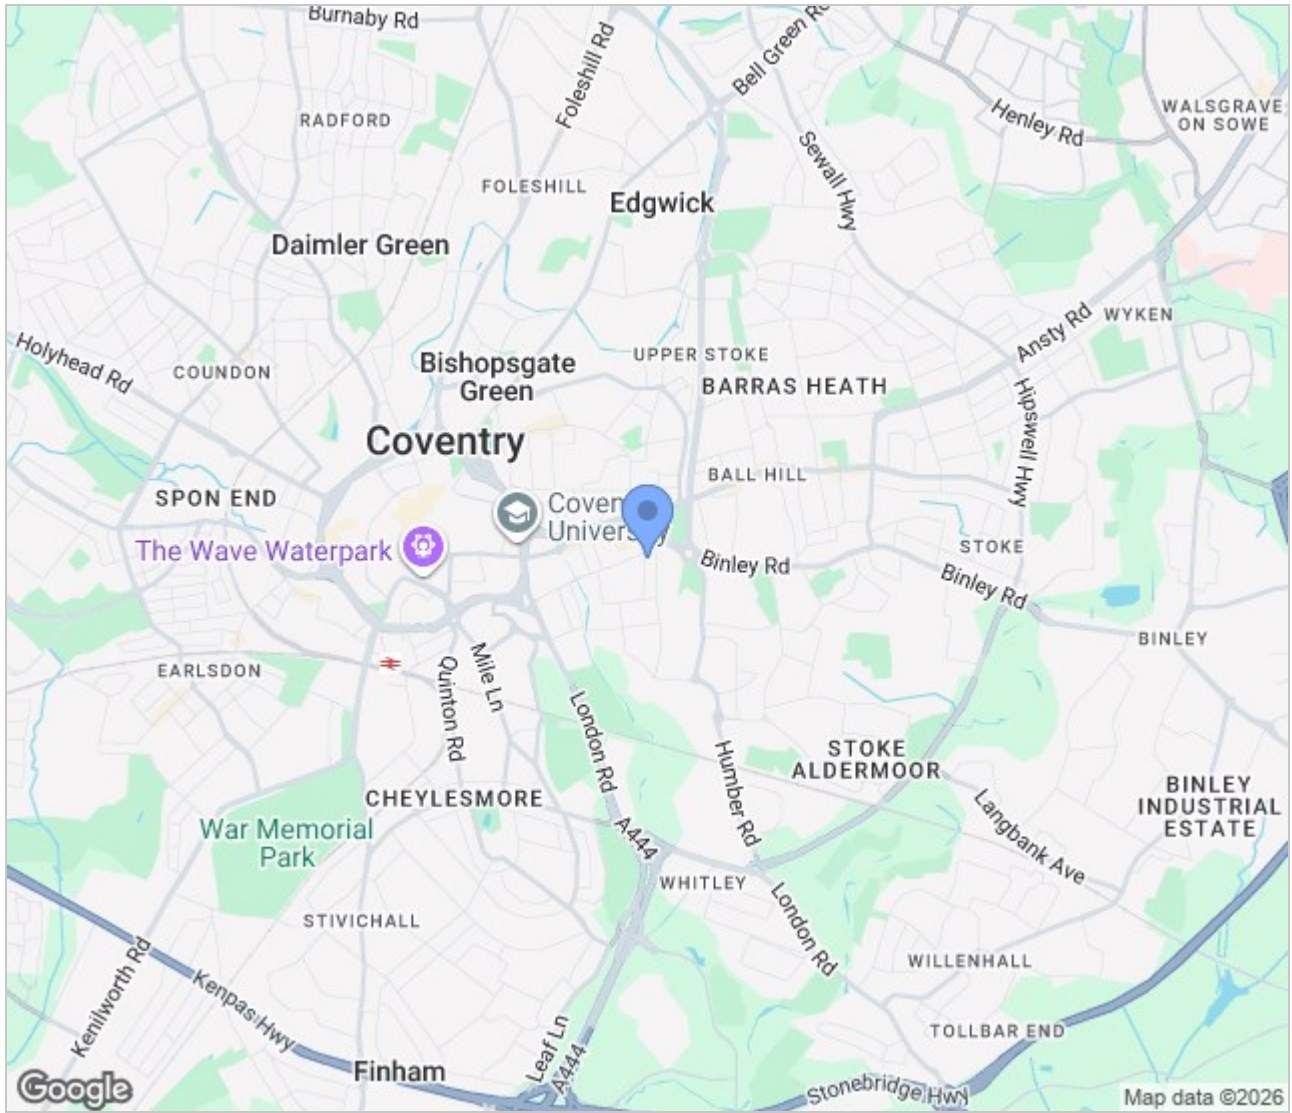 Burnaby Rd
Foleshill Rd
Bell Green Rd
RADFORD
Henley Rd
WALSGRAVE
ON SOWE
Sewall Hwy
FOLESHILL
Edgwick
Daimler Green
Holyhead Rd
COUNDON
Bishopsgate
Green
UPPER STOKE
BARRAS HEATH
Ansty Rd
WYKEN
Hipswell Hwy
Coventry
BALL HILL
SPON END
Coventry
University
The Wave Waterpark
Binley Rd
STOKE
Binley Rd
BINLEY
EARLSDON
Mile Ln
Quinton Rd
London Rd
Humber Rd
STOKE
ALDERMOOR
BINLEY
INDUSTRIAL
ESTATE
Langbank Ave
CHEYLESMORE
War Memorial
Park
A444
WHITLEY
London Rd
STIVICHALL
WILLENHALL
Kenilworth Rd
Kenpas Hwy
TOLLBAR END
Leaf Ln
A444
Finham
Stonebridge Hwy
Google
Map data ©2026